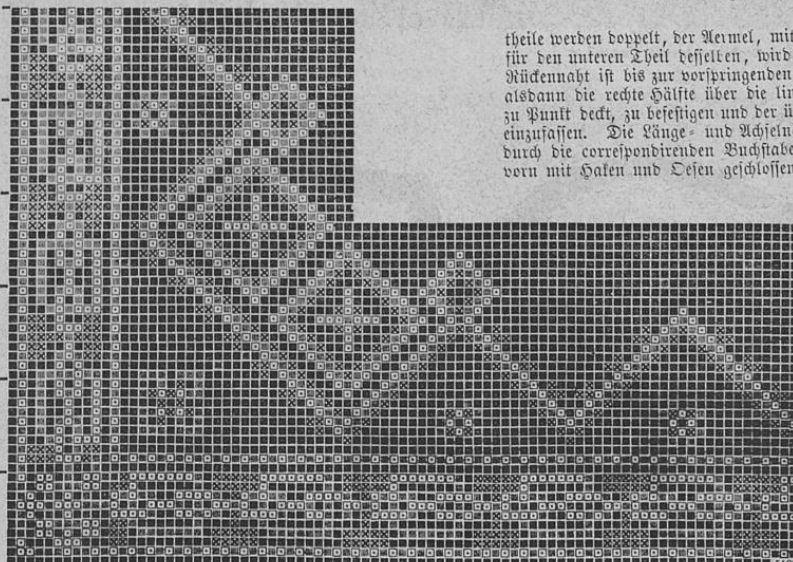 theile werden doppelt, der Aermel, mit
für den unteren Theil desselben, wird
Rückennaht ist bis zur vorspringenden
alsdann die rechte Hälfte über die lin
zu Punkt deckt, zu befestigen und der ü
einzufassen. Die Länge- und Achseln
durch die correspondirenden Buchstabe
vorn mit Haken und Oesen geschlossen